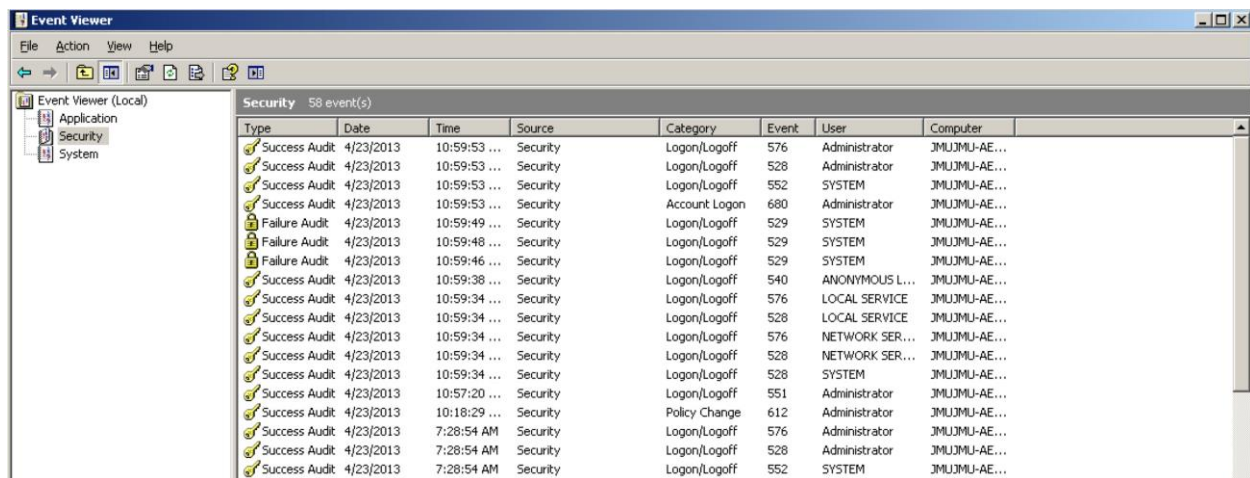 Event Viewer
File Action View Help
Event Viewer (Local)
Application
Security
System
Security 58 event(s)
Type Date Time Source Category Event User Computer
Success Audit 4/23/2013 10:59:53 ... Security Logon/Logoff 576 Administrator JMUJMU-AE...
Success Audit 4/23/2013 10:59:53 ... Security Logon/Logoff 528 Administrator JMUJMU-AE...
Success Audit 4/23/2013 10:59:53 ... Security Logon/Logoff 552 SYSTEM JMUJMU-AE...
Success Audit 4/23/2013 10:59:53 ... Security Account Logon 680 Administrator JMUJMU-AE...
Failure Audit 4/23/2013 10:59:49 ... Security Logon/Logoff 529 SYSTEM JMUJMU-AE...
Failure Audit 4/23/2013 10:59:48 ... Security Logon/Logoff 529 SYSTEM JMUJMU-AE...
Failure Audit 4/23/2013 10:59:46 ... Security Logon/Logoff 529 SYSTEM JMUJMU-AE...
Success Audit 4/23/2013 10:59:38 ... Security Logon/Logoff 540 ANONYMOUS L... JMUJMU-AE...
Success Audit 4/23/2013 10:59:34 ... Security Logon/Logoff 576 LOCAL SERVICE JMUJMU-AE...
Success Audit 4/23/2013 10:59:34 ... Security Logon/Logoff 528 LOCAL SERVICE JMUJMU-AE...
Success Audit 4/23/2013 10:59:34 ... Security Logon/Logoff 576 NETWORK SER... JMUJMU-AE...
Success Audit 4/23/2013 10:59:34 ... Security Logon/Logoff 528 NETWORK SER... JMUJMU-AE...
Success Audit 4/23/2013 10:59:34 ... Security Logon/Logoff 528 SYSTEM JMUJMU-AE...
Success Audit 4/23/2013 10:57:20 ... Security Logon/Logoff 551 Administrator JMUJMU-AE...
Success Audit 4/23/2013 10:18:29 ... Security Policy Change 612 Administrator JMUJMU-AE...
Success Audit 4/23/2013 7:28:54 AM Security Logon/Logoff 576 Administrator JMUJMU-AE...
Success Audit 4/23/2013 7:28:54 AM Security Logon/Logoff 528 Administrator JMUJMU-AE...
Success Audit 4/23/2013 7:28:54 AM Security Logon/Logoff 552 SYSTEM JMUJMU-AE...